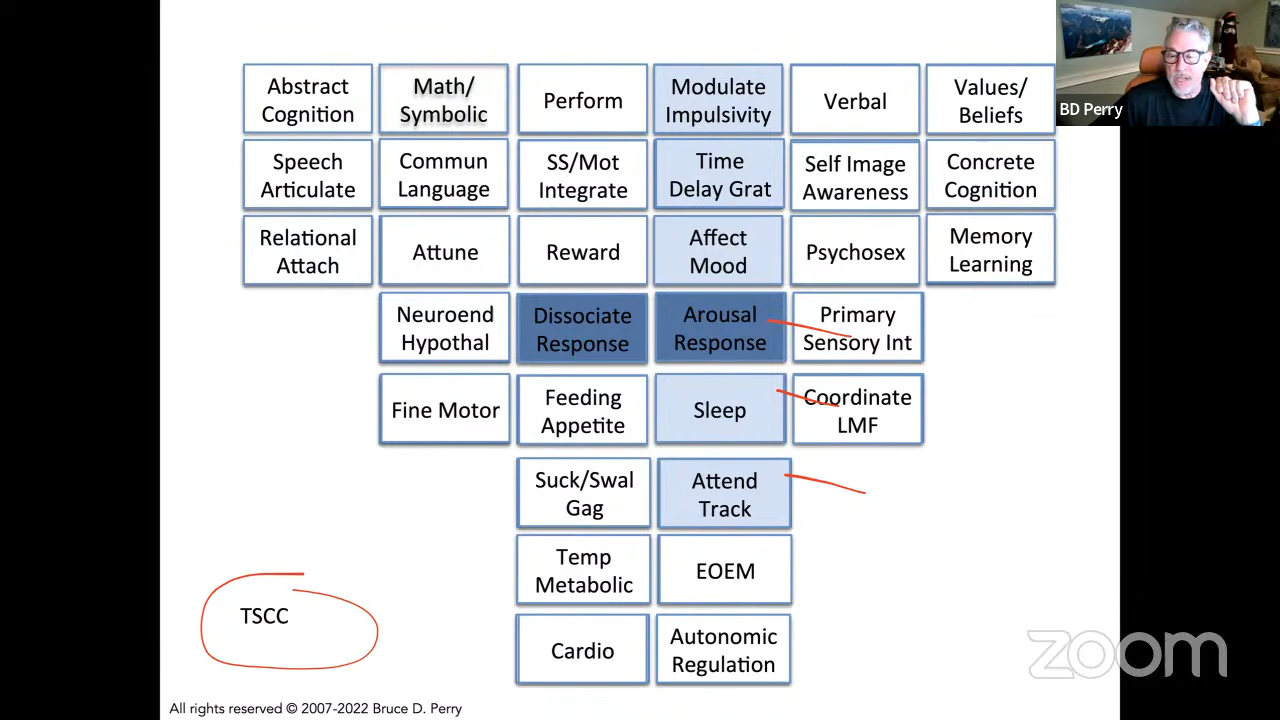 Abstract
Cognition
Math/
Symbolic
Perform
Modulate
Impulsivity
Verbal
Values/
Beliefs
BD Perry
Speech
Articulate
Commun
Language
SS/Mot
Integrate
Time
Delay Grat
Self Image
Awareness
Concrete
Cognition
Relational
Attach
Attune
Reward
Affect
Mood
Psychosex
Memory
Learning
Neuroend
Hypothal
Dissociate
Response
Arousal
Response
Primary
Sensory Int
Fine Motor
Feeding
Appetite
Sleep
Coordinate
LMF
Suck/Swal
Gag
Attend
Track
Temp
Metabolic
EOEM
TSCC
Cardio
Autonomic
Regulation
zoom
All rights reserved © 2007-2022 Bruce D. Perry